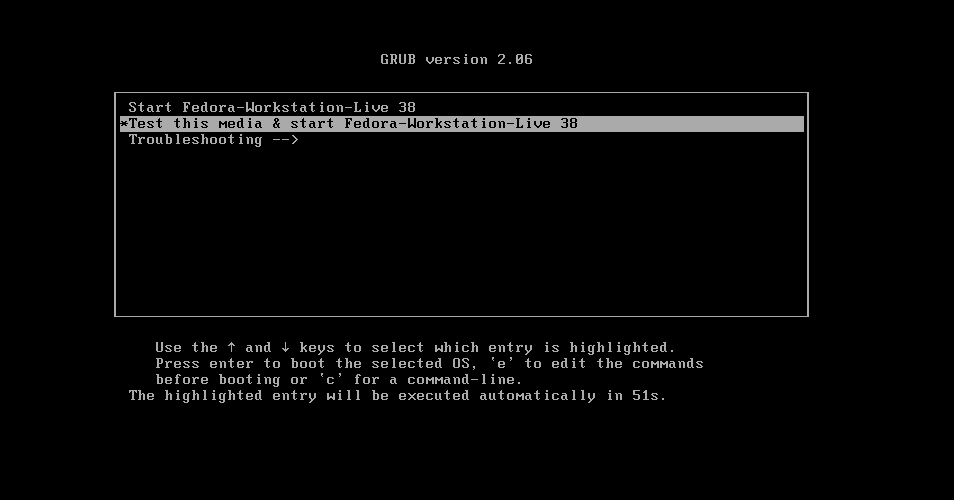 GRUB version 2.06
Start Fedora-Workstation-Live 38
*Test this media & start Fedora-Workstation-Live 38
Troubleshooting -->
Use the ↑ and ↓ keys to select which entry is highlighted.
Press enter to boot the selected OS, `e' to edit the commands
before booting or `c' for a command-line.
The highlighted entry will be executed automatically in 51s.